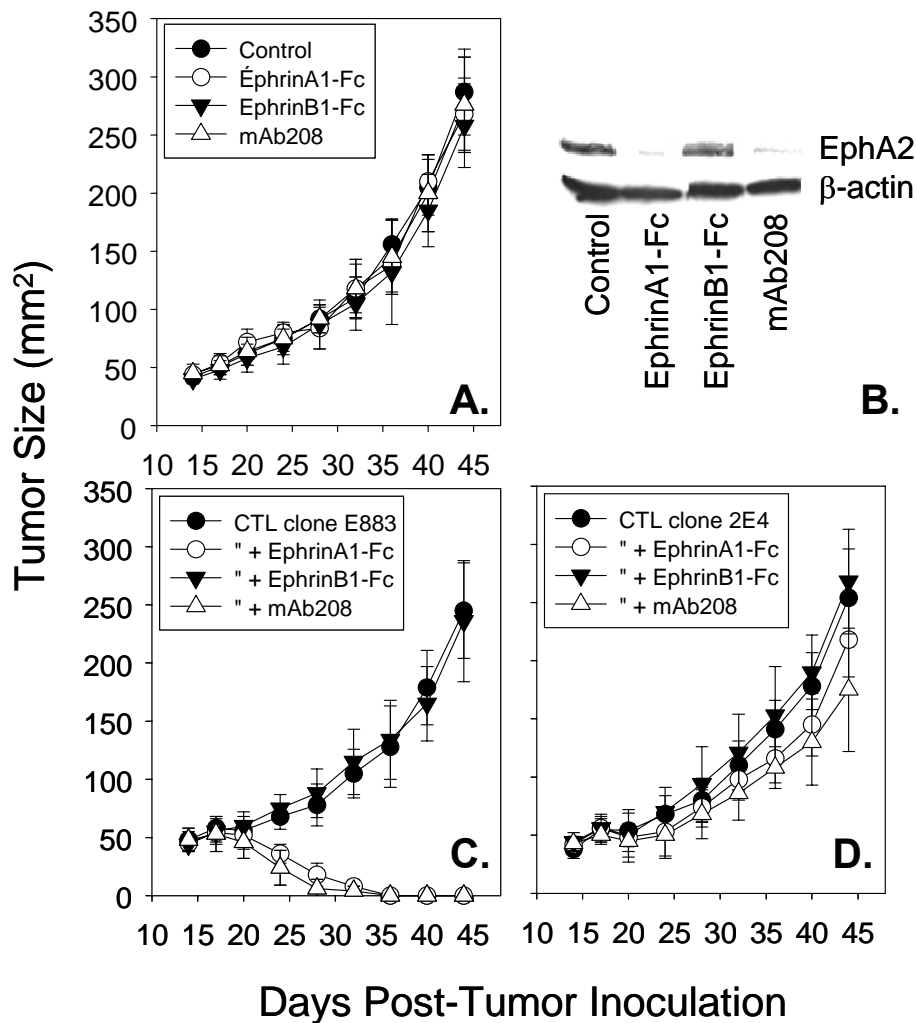 Tumor Size (mm²)
350
300
250
200
150
100
50
0
Control
ÉphrinA1-Fc
EphrinB1-Fc
mAb208
A.
10 15 20 25 30 35 40 45
EphA2
β-actin
Control
EphrinA1-Fc
EphrinB1-Fc
mAb208
B.
350
300
250
200
150
100
50
0
CTL clone E883
" + EphrinA1-Fc
" + EphrinB1-Fc
" + mAb208
C.
10 15 20 25 30 35 40 45
CTL clone 2E4
" + EphrinA1-Fc
" + EphrinB1-Fc
" + mAb208
D.
10 15 20 25 30 35 40 45
Days Post-Tumor Inoculation